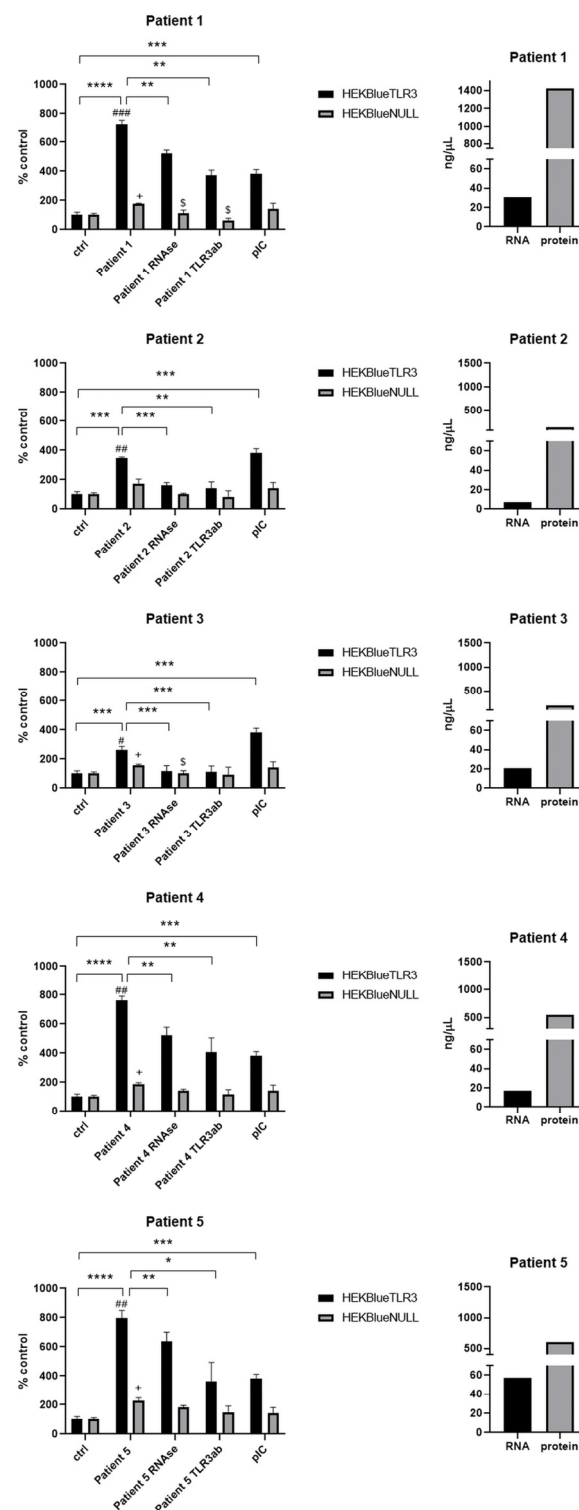 Patient 1
***
**
**** **
###
+
$
$
% control
1000
800
600
400
200
0
ctrl
Patient 1
Patient 1 RNAse
Patient 1 TLR3ab
pIC
HEKBlueTLR3
HEKBlueNULL
Patient 1
ng/µL
1400
1200
1000
800
600
60
40
20
0
RNA protein
Patient 2
***
**
*** ***
##
% control
1000
800
600
400
200
0
ctrl
Patient 2
Patient 2 RNAse
Patient 2 TLR3ab
pIC
HEKBlueTLR3
HEKBlueNULL
Patient 2
ng/µL
1500
1000
500
60
40
20
0
RNA protein
Patient 3
***
***
*** ***
#
+
$
% control
1000
800
600
400
200
0
ctrl
Patient 3
Patient 3 RNAse
Patient 3 TLR3ab
pIC
HEKBlueTLR3
HEKBlueNULL
Patient 3
ng/µL
1500
1000
500
60
40
20
0
RNA protein
Patient 4
***
**
**** **
##
+
% control
1000
800
600
400
200
0
ctrl
Patient 4
Patient 4 RNAse
Patient 4 TLR3ab
pIC
HEKBlueTLR3
HEKBlueNULL
Patient 4
ng/µL
1500
1000
500
60
40
20
0
RNA protein
Patient 5
***
*
**** **
##
+
% control
1000
800
600
400
200
0
ctrl
Patient 5
Patient 5 RNAse
Patient 5 TLR3ab
pIC
HEKBlueTLR3
HEKBlueNULL
Patient 5
ng/µL
1500
1000
500
60
40
20
0
RNA protein